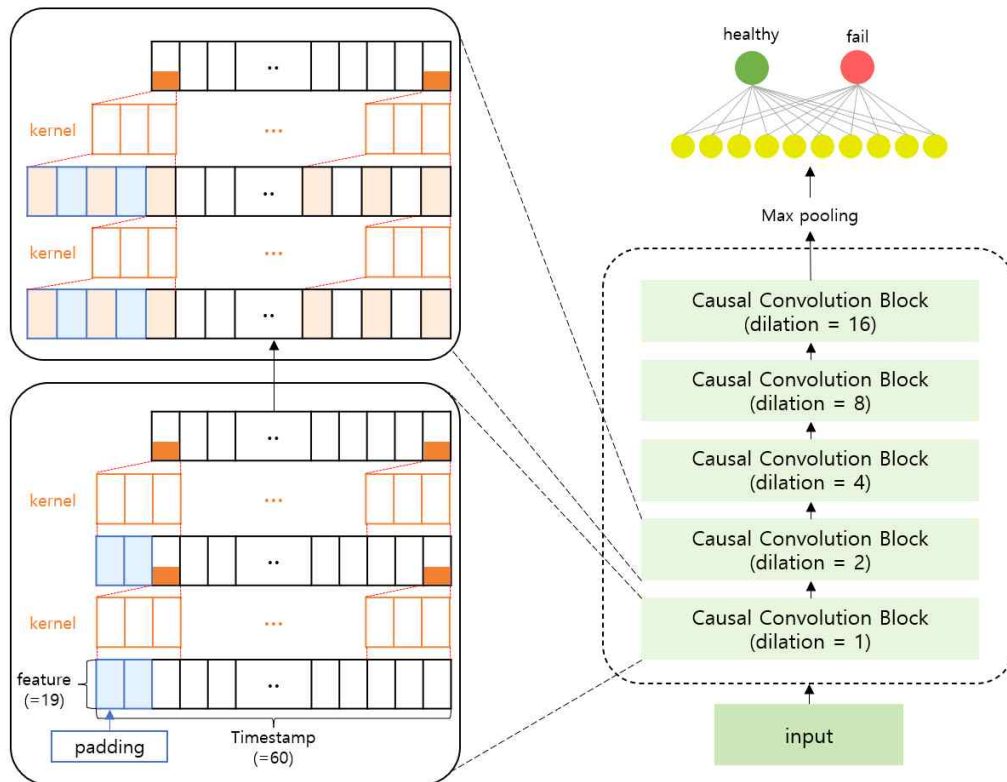 kernel
...
..
kernel
...
..
..
kernel
...
..
kernel
...
..
..
feature
(=19)
padding
Timestamp
(=60)
healthy
fail
Max pooling
Causal Convolution Block
(dilation = 16)
Causal Convolution Block
(dilation = 8)
Causal Convolution Block
(dilation = 4)
Causal Convolution Block
(dilation = 2)
Causal Convolution Block
(dilation = 1)
input